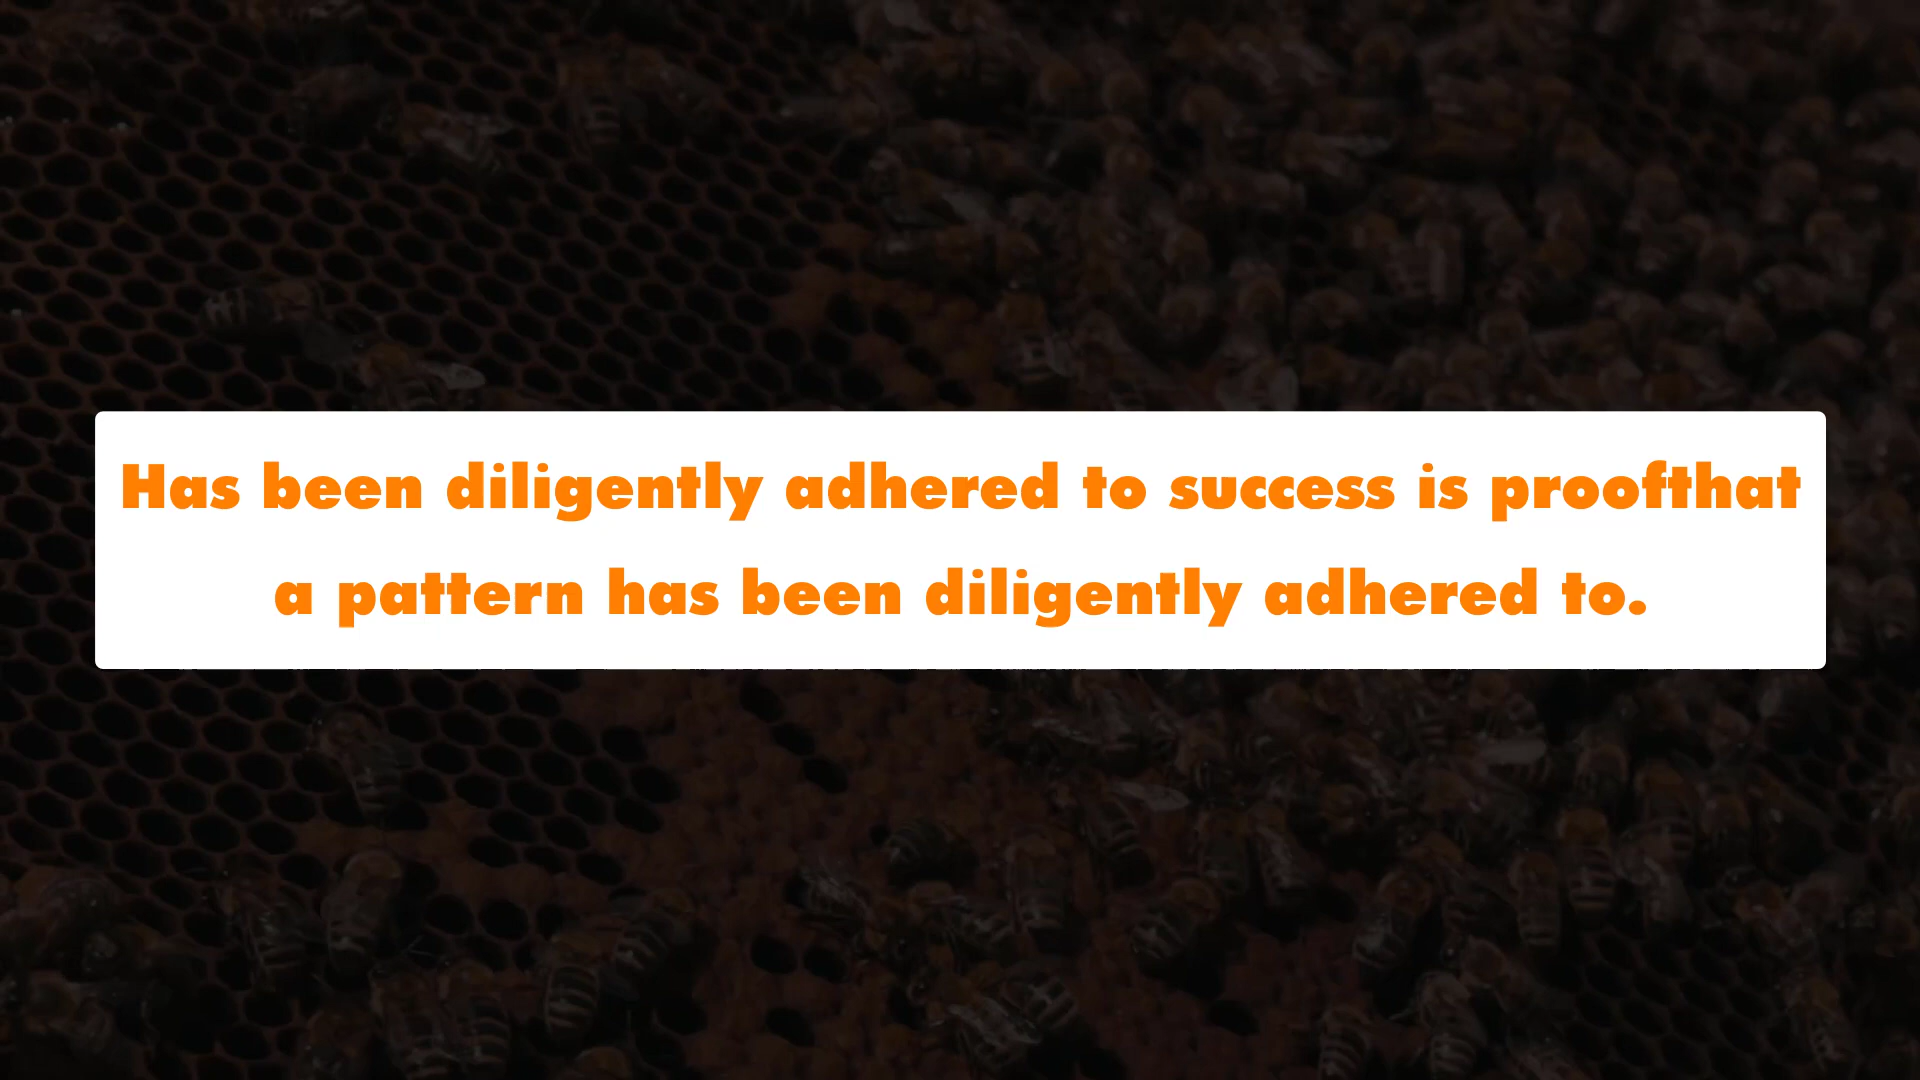 Has been diligently adhered to success is proofthat
a pattern has been diligently adhered to.